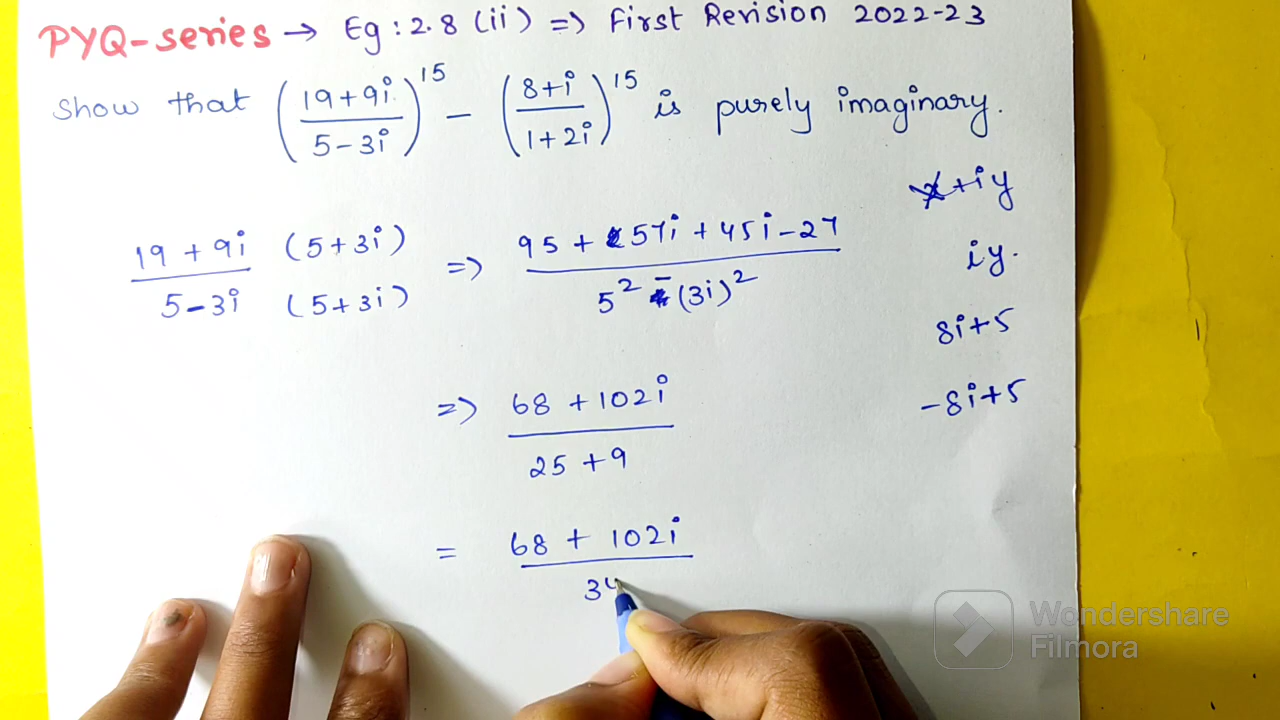 PYQ-series → Eg : 2.8 (ii) => First Revision 2022-23
Show that ((19+9i)/(5-3i))^15 - ((8+i)/(1+2i))^15 is purely imaginary.
x+iy
(19+9i)/(5-3i) (5+3i)/(5+3i) => (95 + 57i + 45i - 27)/(5² - (3i)²)
iy.
8i+5
=> (68 + 102i)/(25 + 9)
-8i+5
= (68 + 102i)/34
Wondershare
Filmora